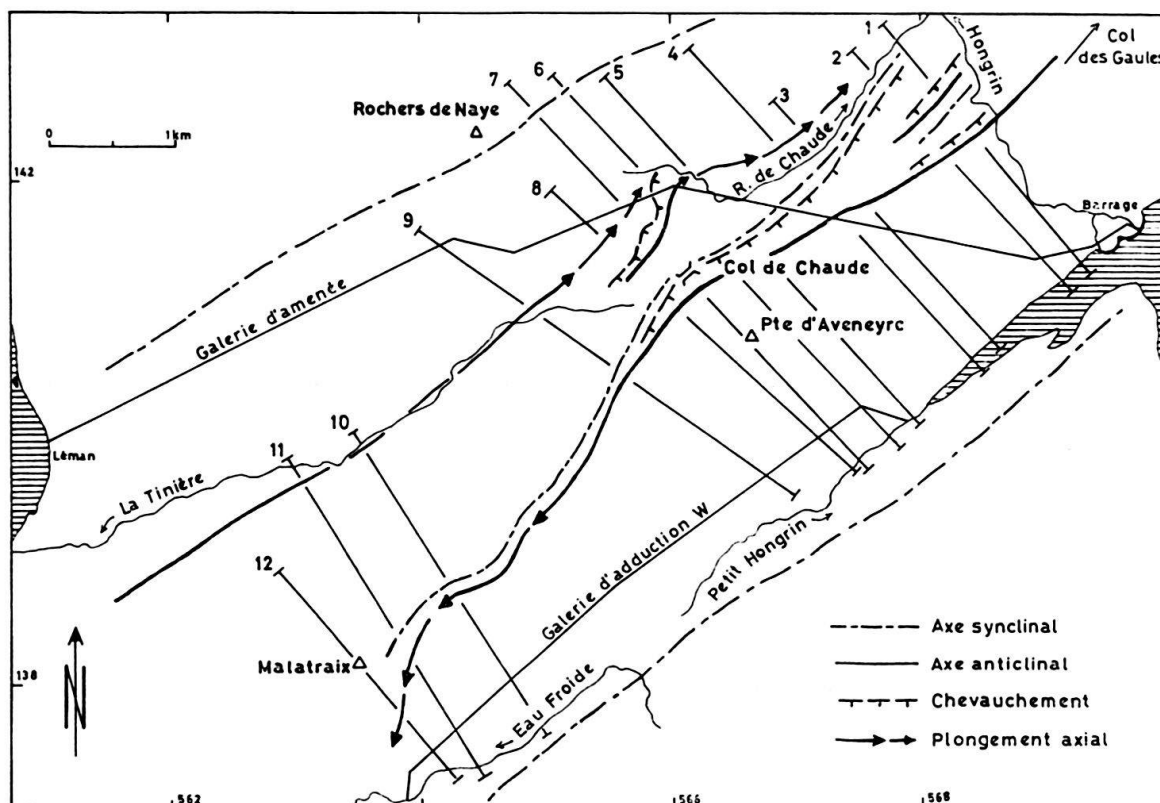 1
Hongrin
Col
des Gaules
2
4
5
6
7
3
Rochers de Naye
0 1km
R. de Chaude
142
8
9
Barrage
Col de Chaude
Galerie d'amenée
Pte d'Aveneyre
10
11
Léman
La Tinière
12
Galerie d'adduction W
Petit Hongrin
Axe synclinal
Malatraix
Axe anticlinal
138
N
Eau Froide
Chevauchement
Plongement axial
562
566
568